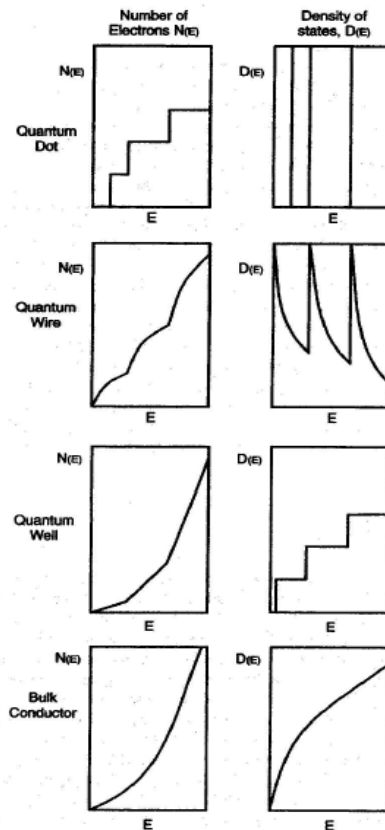 Number of
Electrons N(E)
Density of
states, D(E)
N(E)
D(E)
Quantum
Dot
E
E
N(E)
D(E)
Quantum
Wire
E
E
N(E)
D(E)
Quantum
Well
E
E
N(E)
D(E)
Bulk
Conductor
E
E